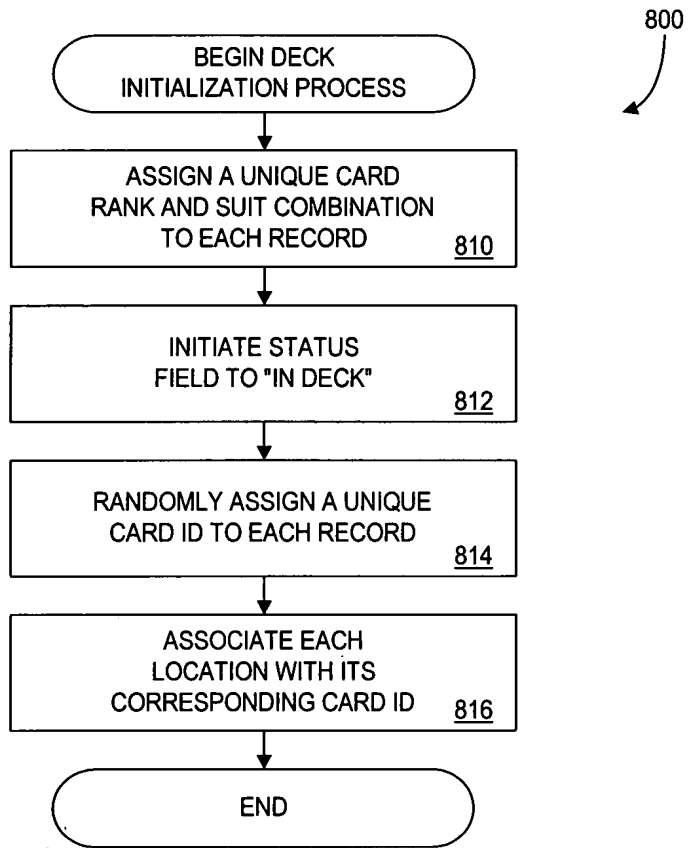 800
BEGIN DECK
INITIALIZATION PROCESS
ASSIGN A UNIQUE CARD
RANK AND SUIT COMBINATION
TO EACH RECORD
810
INITIATE STATUS
FIELD TO "IN DECK"
812
RANDOMLY ASSIGN A UNIQUE
CARD ID TO EACH RECORD
814
ASSOCIATE EACH
LOCATION WITH ITS
CORRESPONDING CARD ID
816
END